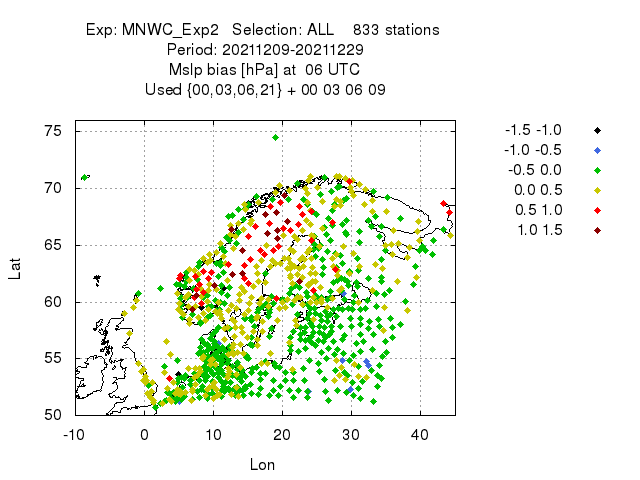 Exp: MNWC_Exp2 Selection: ALL 833 stations
Period: 20211209-20211229
Mslp bias [hPa] at 06 UTC
Used {00,03,06,21} + 00 03 06 09
75
70
65
60
55
50
Lat
-10 0 10 20 30 40
Lon
-1.5 -1.0
-1.0 -0.5
-0.5 0.0
0.0 0.5
0.5 1.0
1.0 1.5